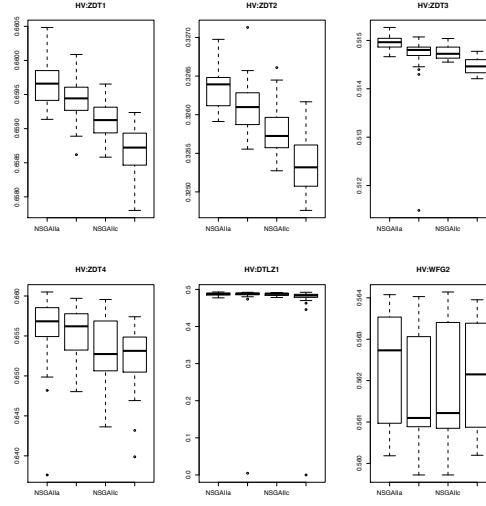 HV:ZDT1
0.6580 0.6585 0.6590 0.6595 0.6600 0.6605
NSGAIIa NSGAIIc
HV:ZDT2
0.3250 0.3255 0.3260 0.3265 0.3270
NSGAIIa NSGAIIc
HV:ZDT3
0.512 0.513 0.514 0.515
NSGAIIa NSGAIIc
HV:ZDT4
0.640 0.645 0.650 0.655 0.660
NSGAIIa NSGAIIc
HV:DTLZ1
0.0 0.1 0.2 0.3 0.4 0.5
NSGAIIa NSGAIIc
HV:WFG2
0.560 0.561 0.562 0.563 0.564
NSGAIIa NSGAIIc